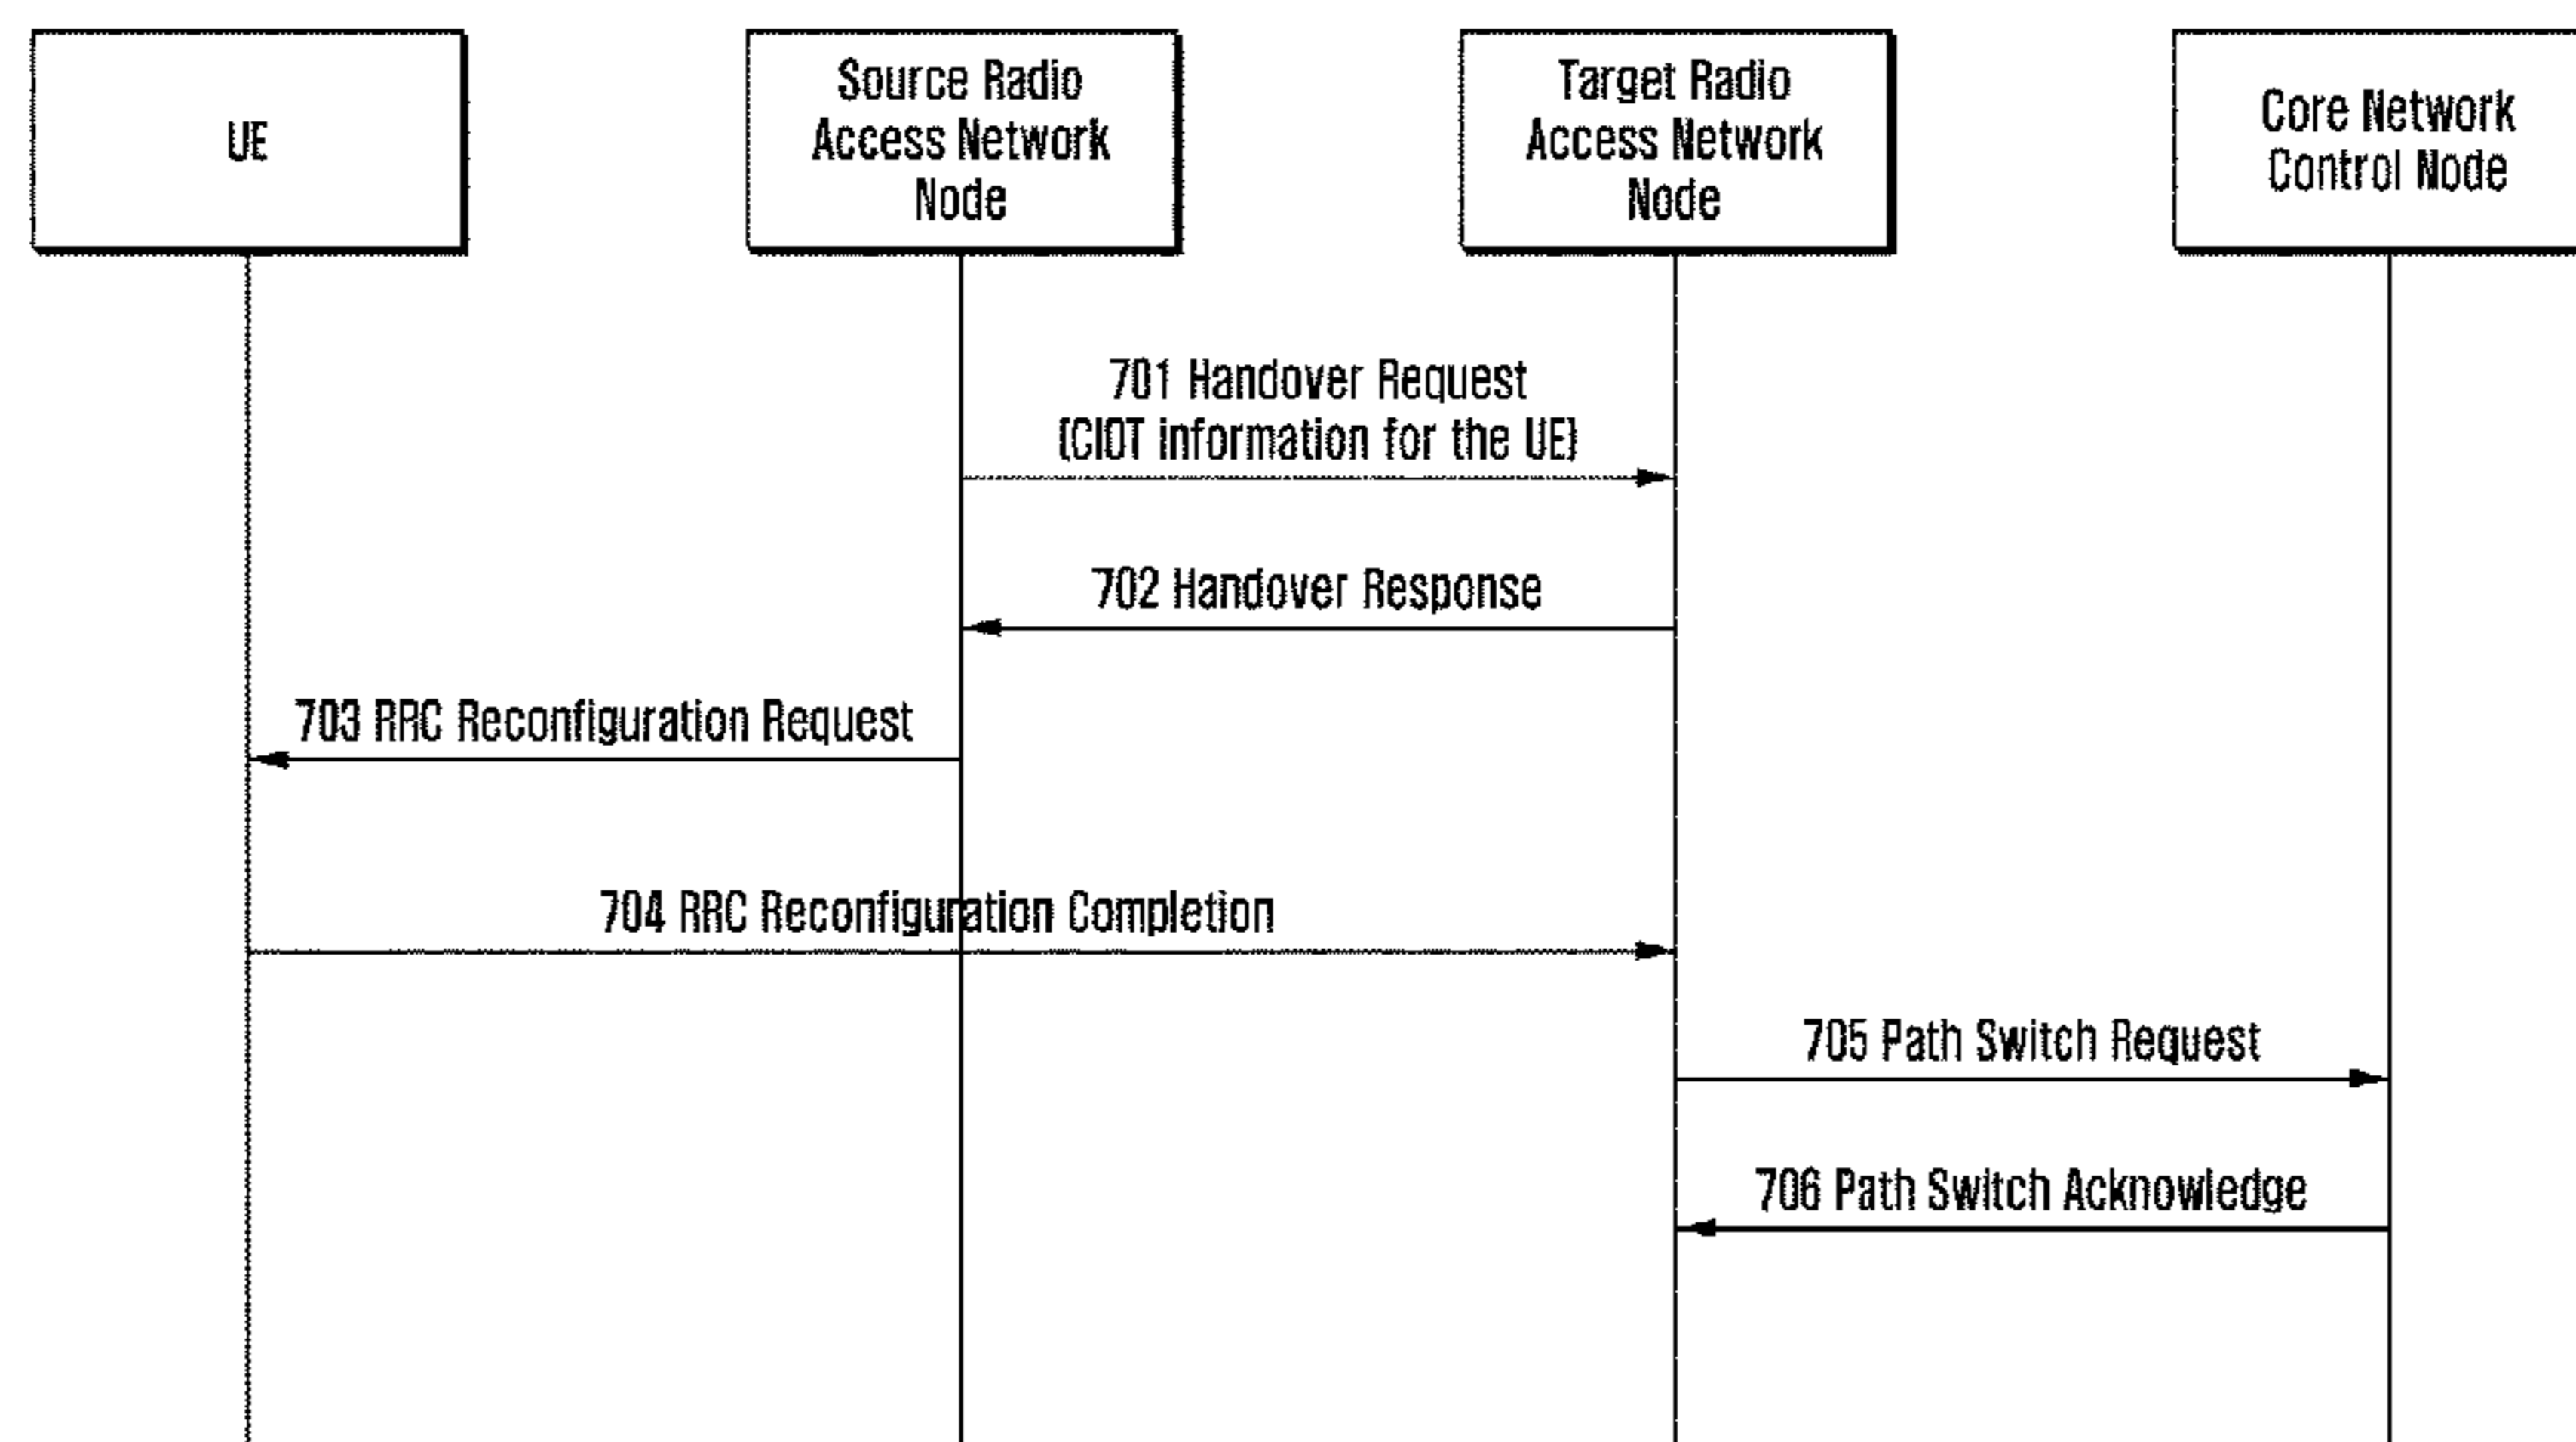 UE
Source Radio
Access Network
Node
Target Radio
Access Network
Node
Core Network
Control Node
701 Handover Request
(CIOT information for the UE)
702 Handover Response
703 RRC Reconfiguration Request
704 RRC Reconfiguration Completion
705 Path Switch Request
706 Path Switch Acknowledge